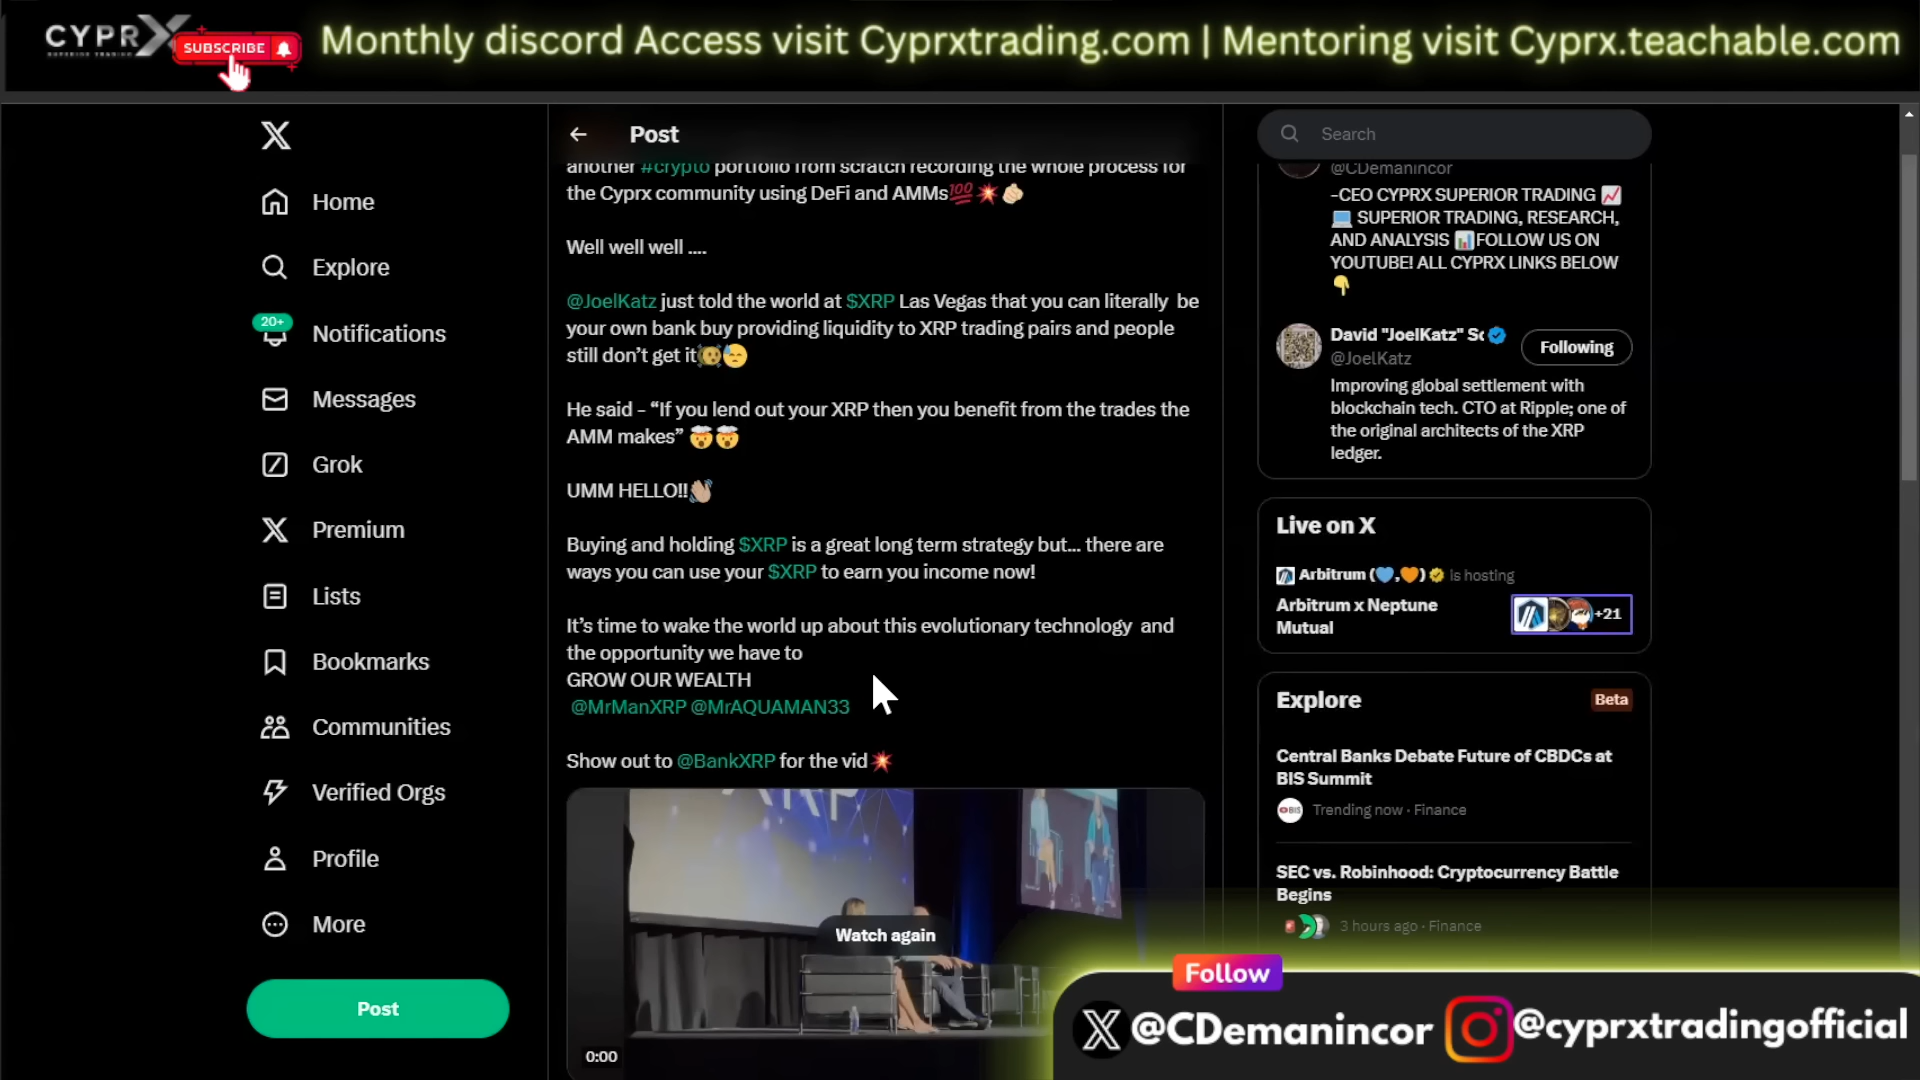 CYPRX
SUBSCRIBE
Monthly discord Access visit Cyprxtrading.com | Mentoring visit Cyprx.teachable.com
Home
Explore
20+
Notifications
Messages
Grok
Premium
Lists
Bookmarks
Communities
Verified Orgs
Profile
More
Post
Post
another #crypto portfolio from scratch recording the whole process for
the Cyprx community using DeFi and AMMs💯💥🫵🏻
Well well well ....
@JoelKatz just told the world at $XRP Las Vegas that you can literally  be
your own bank buy providing liquidity to XRP trading pairs and people
still don’t get it🫨😓
He said - “If you lend out your XRP then you benefit from the trades the
AMM makes” 🤯🤯
UMM HELLO!!👋🏼
Buying and holding $XRP is a great long term strategy but... there are
ways you can use your $XRP to earn you income now!
It’s time to wake the world up about this evolutionary technology  and
the opportunity we have to
GROW OUR WEALTH
@MrManXRP @MrAQUAMAN33
Show out to @BankXRP for the vid💥
Watch again
0:00
Search
@CDemanincor
-CEO CYPRX SUPERIOR TRADING 📈
💻 SUPERIOR TRADING, RESEARCH,
AND ANALYSIS 📊FOLLOW US ON
YOUTUBE! ALL CYPRX LINKS BELOW
👇
David "JoelKatz" Sc
@JoelKatz
Following
Improving global settlement with
blockchain tech. CTO at Ripple; one of
the original architects of the XRP
ledger.
Live on X
Arbitrum (💙,🧡) is hosting
Arbitrum x Neptune
Mutual
+21
Explore
Beta
Central Banks Debate Future of CBDCs at
BIS Summit
BIS
Trending now · Finance
SEC vs. Robinhood: Cryptocurrency Battle
Begins
3 hours ago · Finance
Follow
@CDemanincor
@cyprxtradingofficial